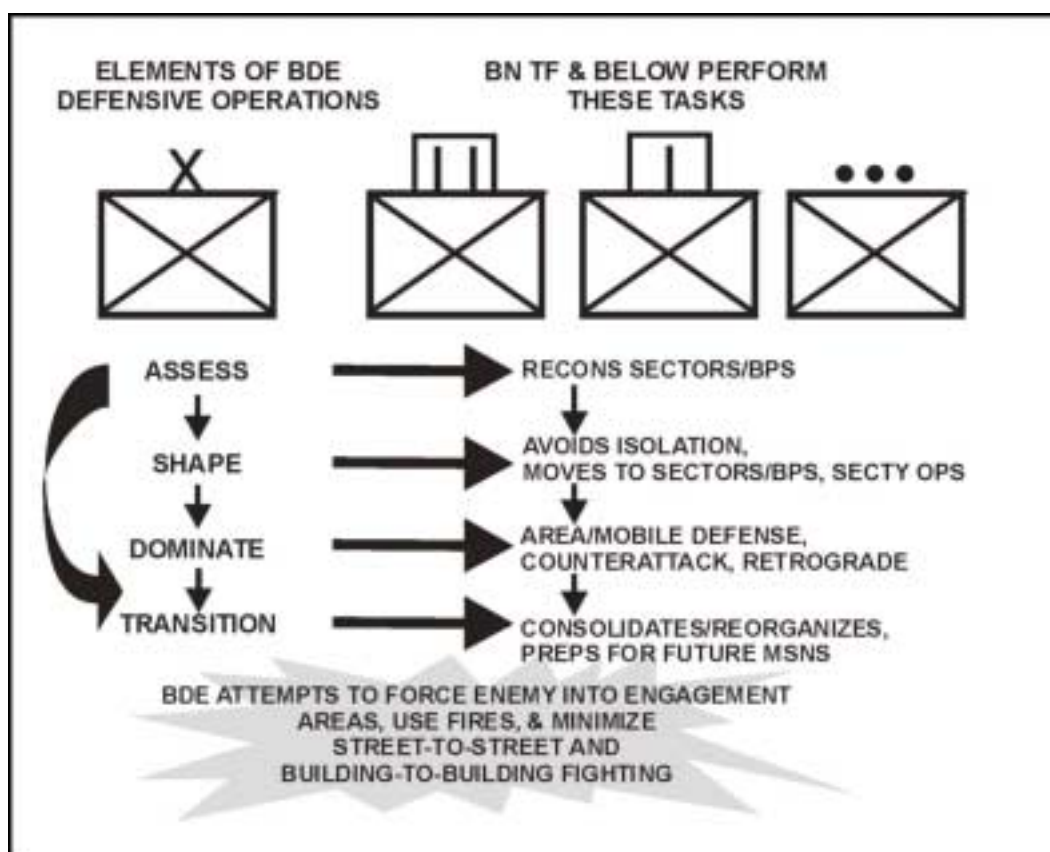 ELEMENTS OF BDE
DEFENSIVE OPERATIONS
BN TF & BELOW PERFORM
THESE TASKS
X
ASSESS
RECONS SECTORS/BPS
SHAPE
AVOIDS ISOLATION,
MOVES TO SECTORS/BPS, SECTY OPS
DOMINATE
AREA/MOBILE DEFENSE,
COUNTERATTACK, RETROGRADE
TRANSITION
CONSOLIDATES/REORGANIZES,
PREPS FOR FUTURE MSNS
BDE ATTEMPTS TO FORCE ENEMY INTO ENGAGEMENT
AREAS, USE FIRES, & MINIMIZE
STREET-TO-STREET AND
BUILDING-TO-BUILDING FIGHTING